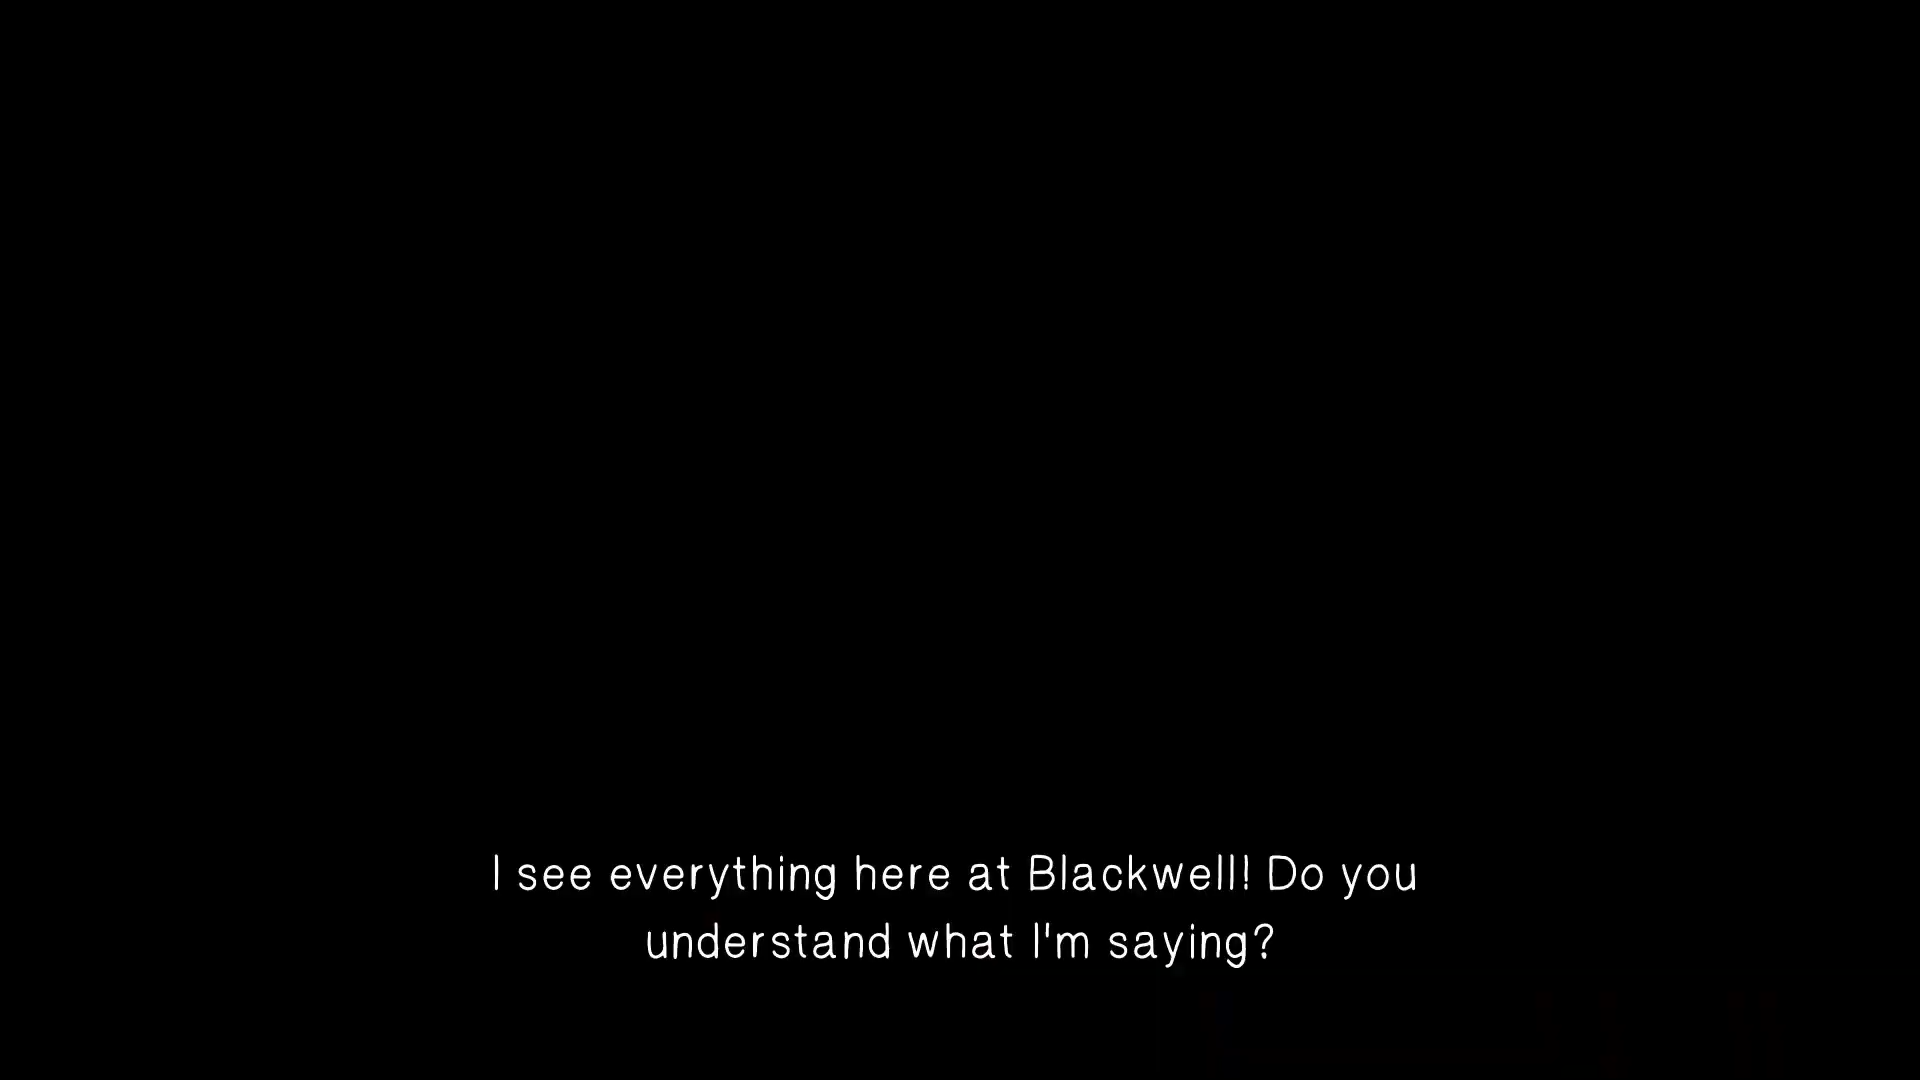 I see everything here at Blackwell! Do you
understand what I'm saying?